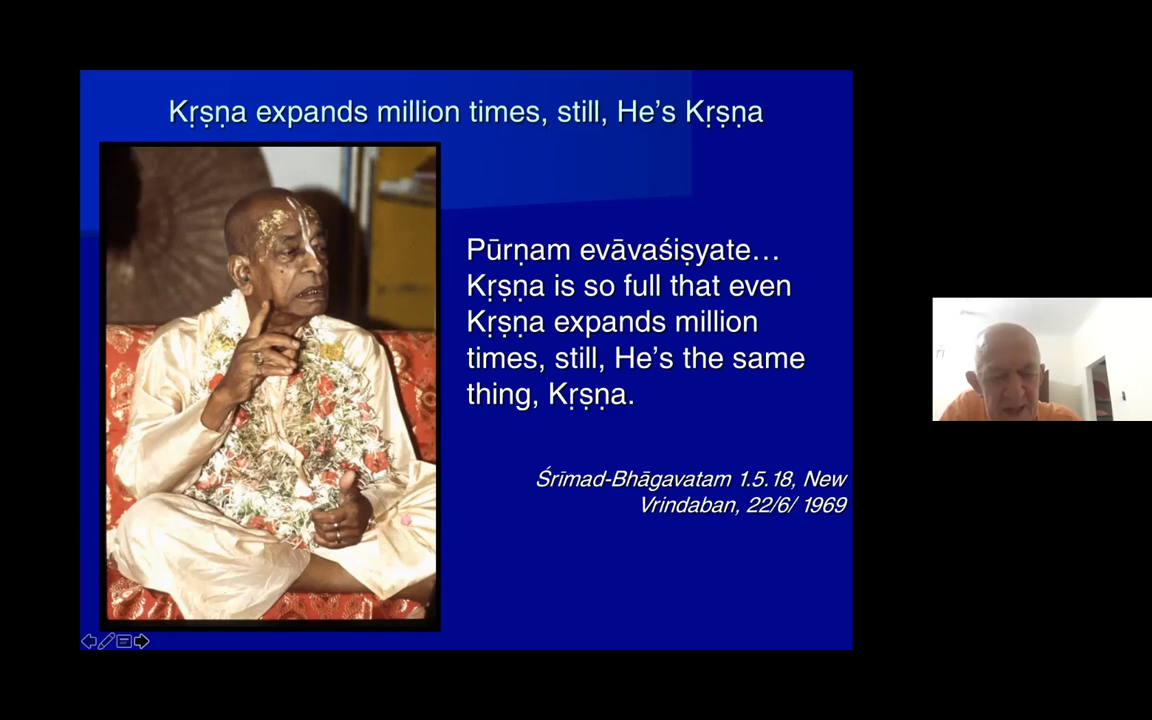 Kṛṣṇa expands million times, still, He’s Kṛṣṇa
Pūrṇam evāvaśiṣyate…
Kṛṣṇa is so full that even
Kṛṣṇa expands million
times, still, He’s the same
thing, Kṛṣṇa.
Śrīmad-Bhāgavatam 1.5.18, New
Vrindaban, 22/6/ 1969